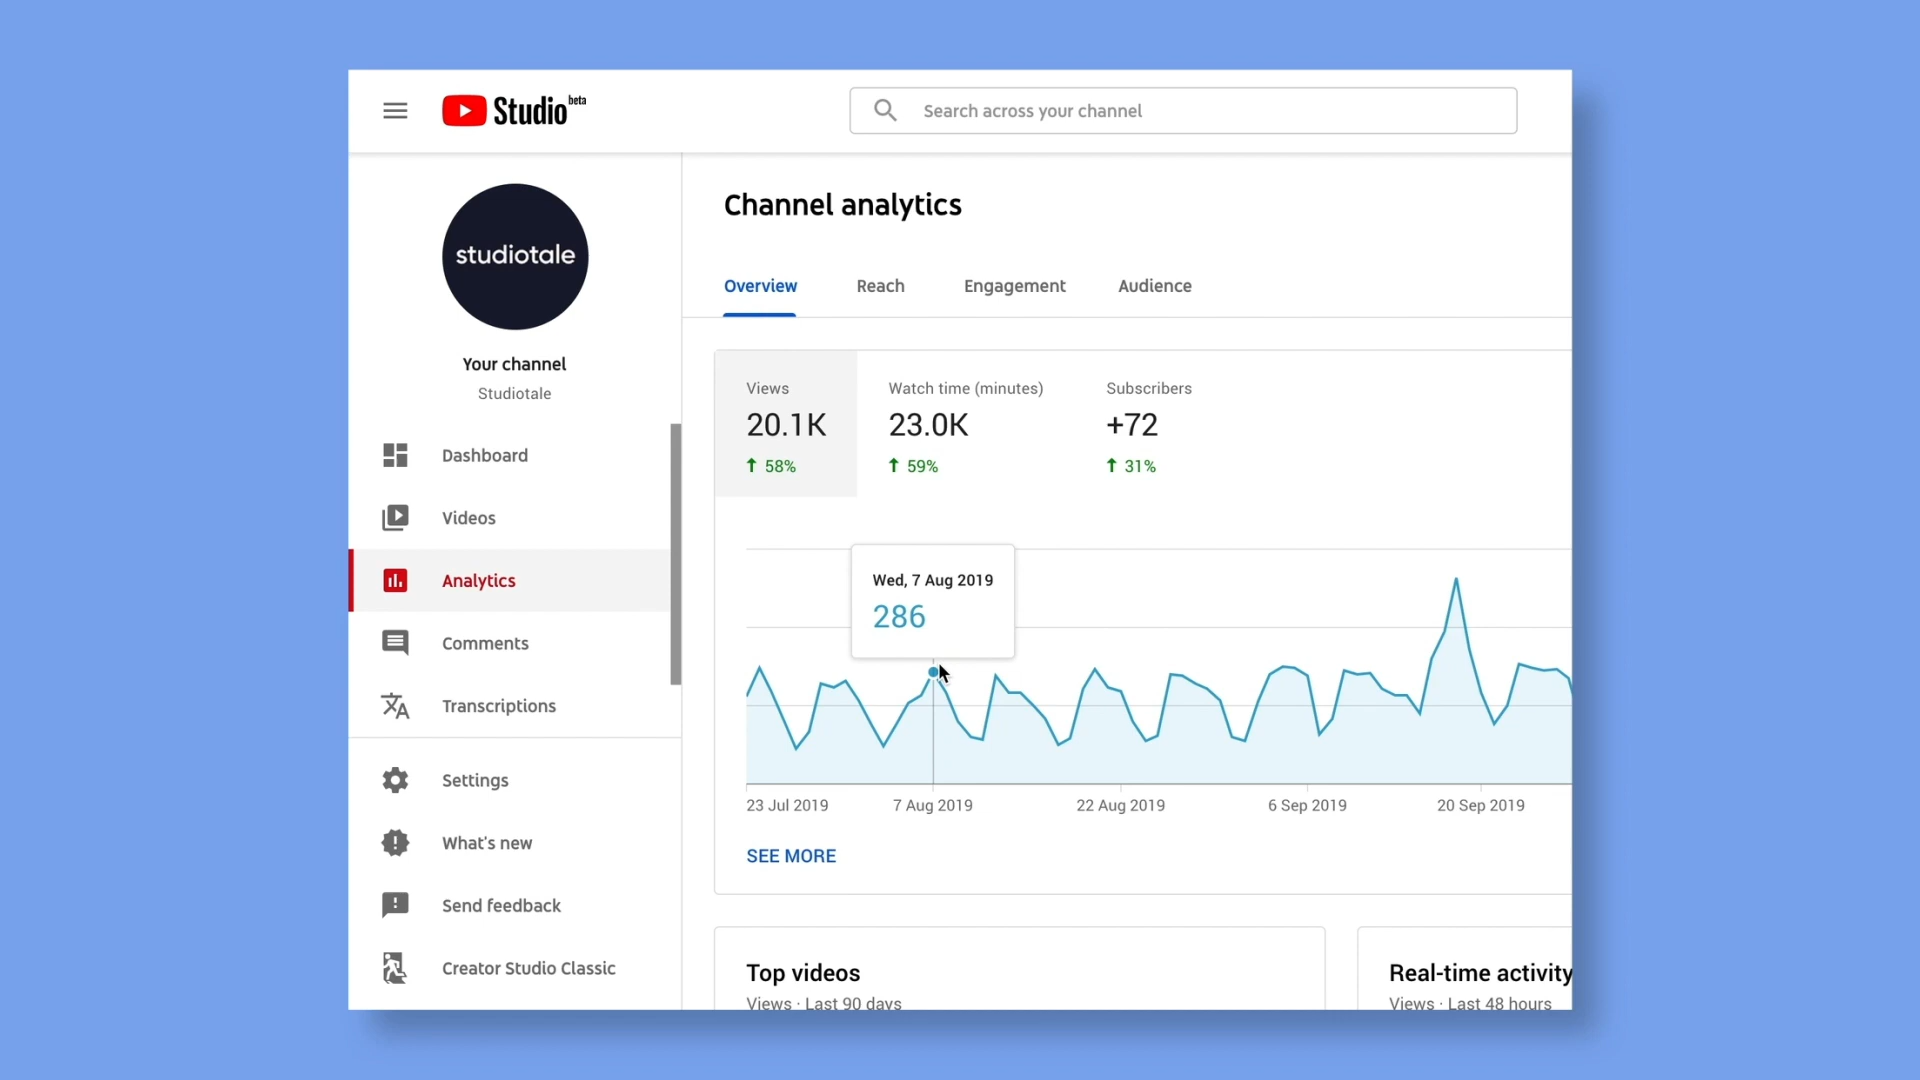 Studio beta
Search across your channel
studiotale
Your channel
Studiotale
Dashboard
Videos
Analytics
Comments
Transcriptions
Settings
What's new
Send feedback
Creator Studio Classic
Channel analytics
Overview Reach Engagement Audience
Views Watch time (minutes) Subscribers
20.1K 23.0K +72
58% 59% 31%
Wed, 7 Aug 2019
286
23 Jul 2019 7 Aug 2019 22 Aug 2019 6 Sep 2019 20 Sep 2019
SEE MORE
Top videos
Views · Last 90 days
Real-time activity
Views · Last 48 hours